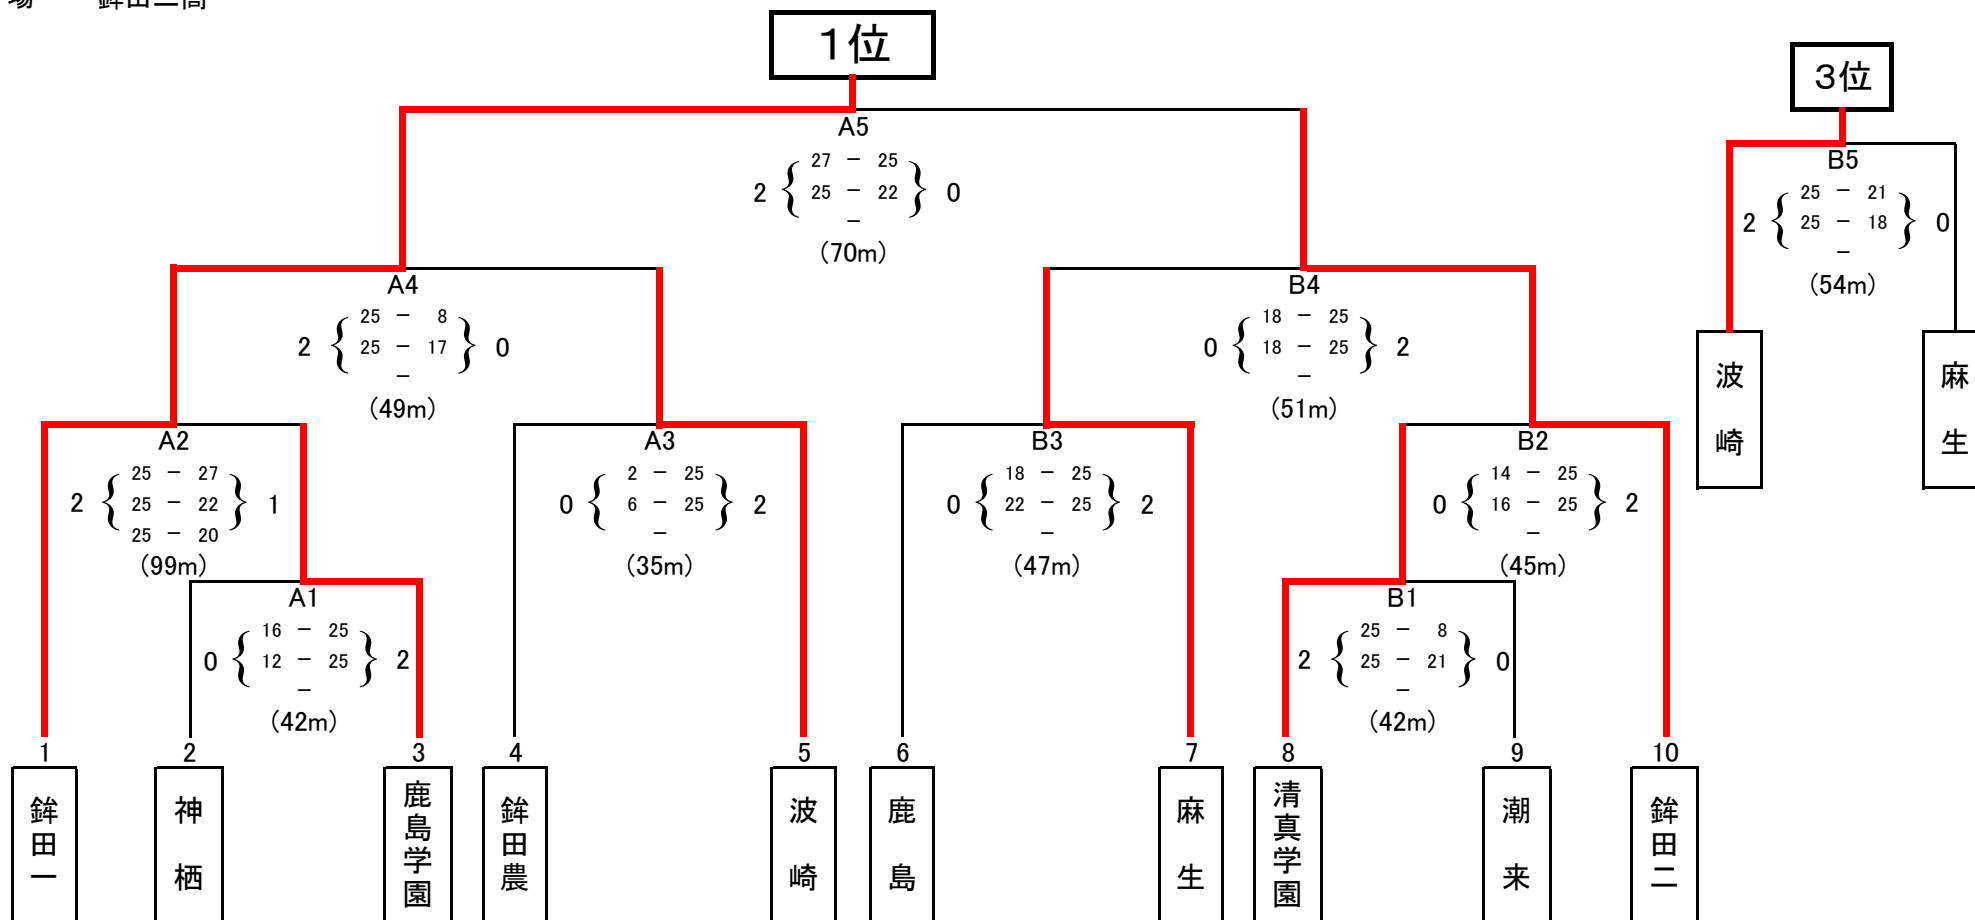 １位
３位
A5
27 － 25
2 { 25 － 22 } 0
－
(70m)
B5
25 － 21
2 { 25 － 18 } 0
－
(54m)
波崎
麻生
A4
25 － 8
2 { 25 － 17 } 0
－
(49m)
B4
18 － 25
0 { 18 － 25 } 2
－
(51m)
A2
25 － 27
2 { 25 － 22 } 1
25 － 20
(99m)
A3
2 － 25
0 { 6 － 25 } 2
－
(35m)
B3
18 － 25
0 { 22 － 25 } 2
－
(47m)
B2
14 － 25
0 { 16 － 25 } 2
－
(45m)
A1
16 － 25
0 { 12 － 25 } 2
－
(42m)
B1
25 － 8
2 { 25 － 21 } 0
－
(42m)
1 2 3 4 5 6 7 8 9 10
鉾田一
神栖
鹿島学園
鉾田農
波崎
鹿島
麻生
清真学園
潮来
鉾田二